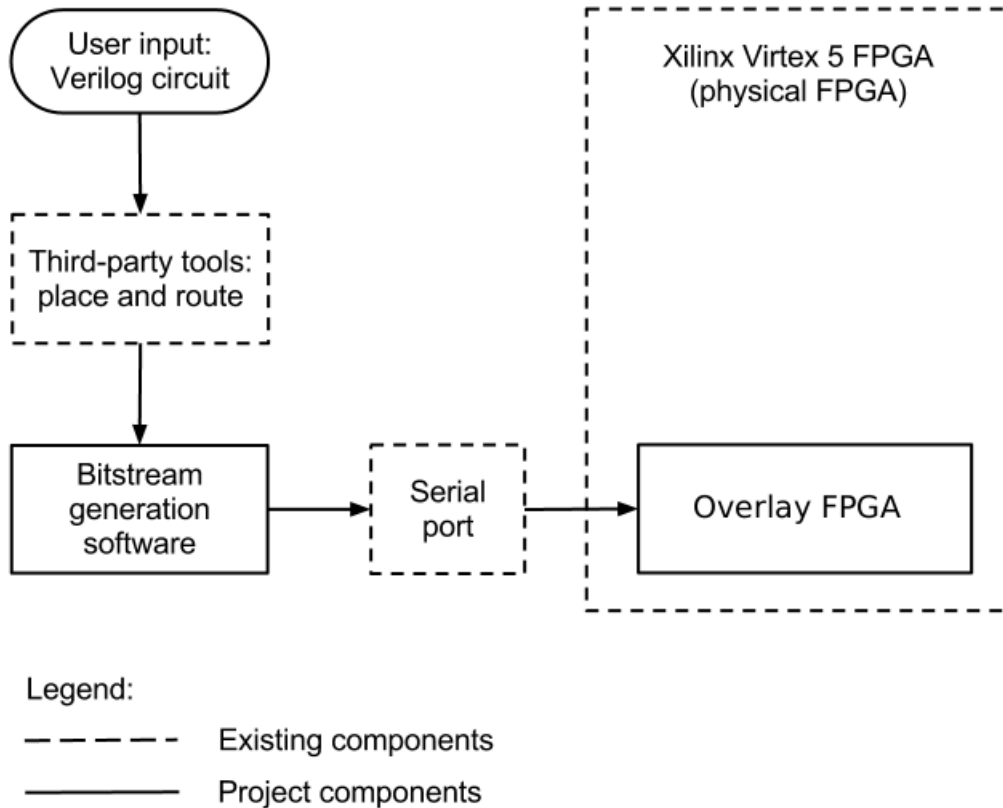 User input:
Verilog circuit
Xilinx Virtex 5 FPGA
(physical FPGA)
Third-party tools:
place and route
Bitstream
generation
software
Serial
port
Overlay FPGA
Legend:
Existing components
Project components